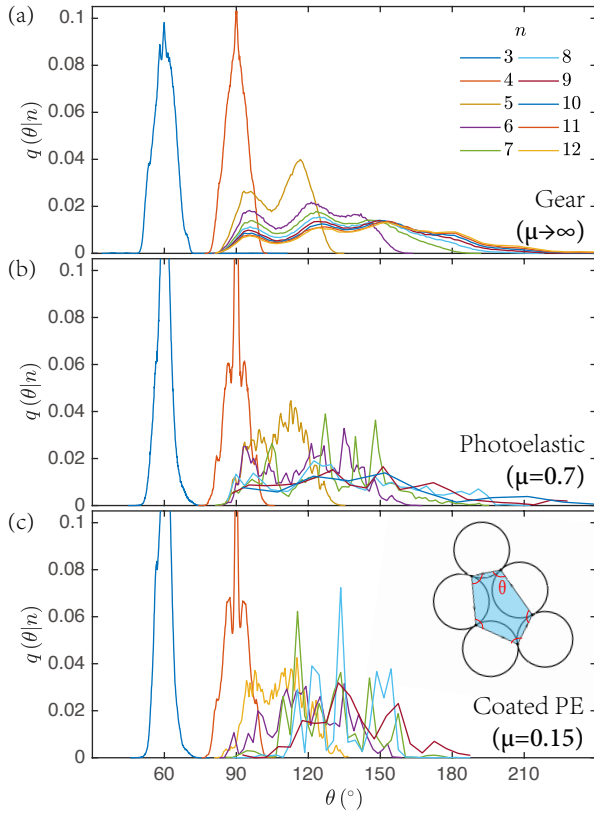 (a)
0.1
0.08
0.06
0.04
0.02
0
q (θ|n)
n
3 8
4 9
5 10
6 11
7 12
Gear
(μ→∞)
(b)
0.1
0.08
0.06
0.04
0.02
0
q (θ|n)
Photoelastic
(μ=0.7)
(c)
0.1
0.08
0.06
0.04
0.02
0
q (θ|n)
θ
Coated PE
(μ=0.15)
60 90 120 150 180 210
θ (°)